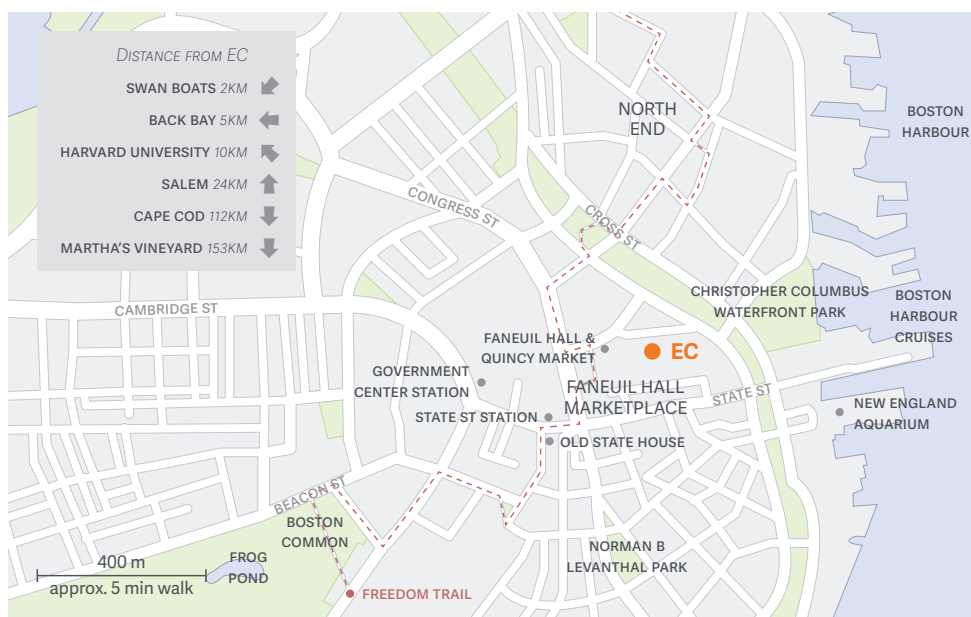 DISTANCE FROM EC
SWAN BOATS 2KM
BACK BAY 5KM
HARVARD UNIVERSITY 10KM
SALEM 24KM
CAPE COD 112KM
MARTHA'S VINEYARD 153KM
NORTH
END
BOSTON
HARBOUR
CONGRESS ST
CROSS ST
CHRISTOPHER COLUMBUS
WATERFRONT PARK
BOSTON
HARBOUR
CRUISES
CAMBRIDGE ST
FANEUIL HALL &
QUINCY MARKET
EC
GOVERNMENT
CENTER STATION
FANEUIL HALL
MARKETPLACE
STATE ST
STATE ST STATION
NEW ENGLAND
AQUARIUM
OLD STATE HOUSE
BEACON ST
BOSTON
COMMON
NORMAN B
LEVANTHAL PARK
FROG
POND
400 m
approx. 5 min walk
FREEDOM TRAIL